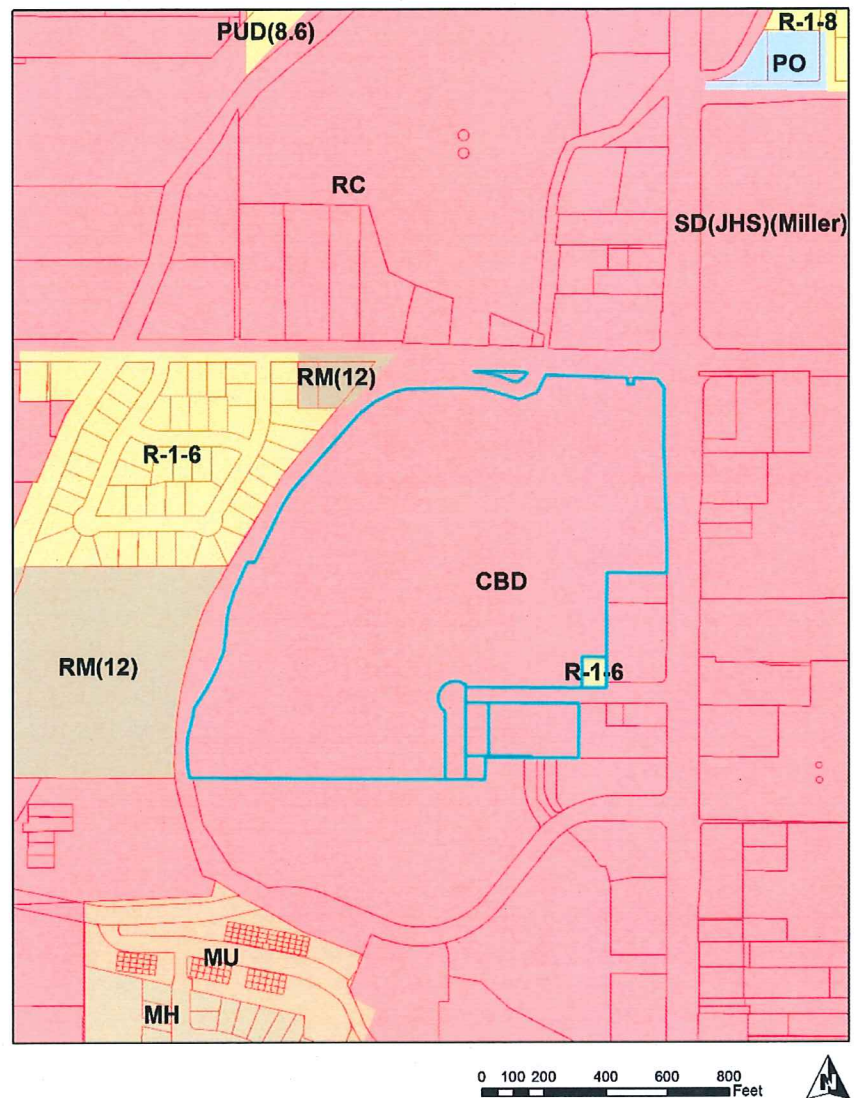 PUD(8.6)
R-1-8
PO
RC
SD(JHS)(Miller)
RM(12)
R-1-6
CBD
RM(12)
R-1-6
MU
MH
0 100 200 400 600 800
Feet
N